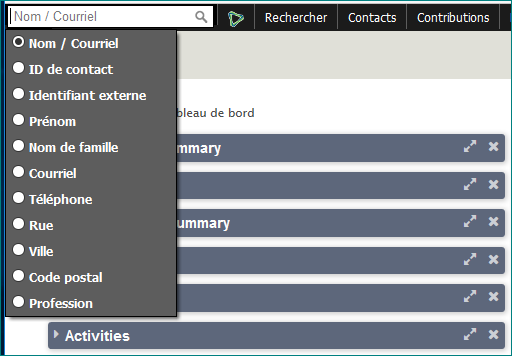 Nom / Courriel
Rechercher
Contacts
Contributions
Nom / Courriel
ID de contact
Identifiant externe
bleau de bord
Prénom
Nom de famille
mmary
Courriel
Téléphone
Rue
ummary
Ville
Code postal
Profession
Activities